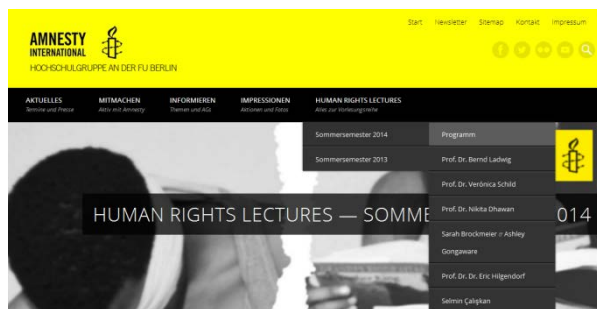 Start Newsletter Sitemap Kontakt Impressum
AMNESTY
INTERNATIONAL
HOCHSCHULGRUPPE AN DER FU BERLIN
AKTUELLES MITMACHEN INFORMIEREN IMPRESSIONEN HUMAN RIGHTS LECTURES
Termine und Presse Aktiv mit Amnesty Themen und AGs Aktionen und Fotos Alles zur Vorlesungsreihe
Sommersemester 2014 Programm
Sommersemester 2013 Prof. Dr. Bernd Ladwig
Prof. Dr. Verónica Schild
HUMAN RIGHTS LECTURES — SOMME 014
Prof. Dr. Nikita Dhawan
Sarah Brockmeier // Ashley
Gongaware
Prof. Dr. Dr. Eric Hilgendorf
Selmin Çalışkan